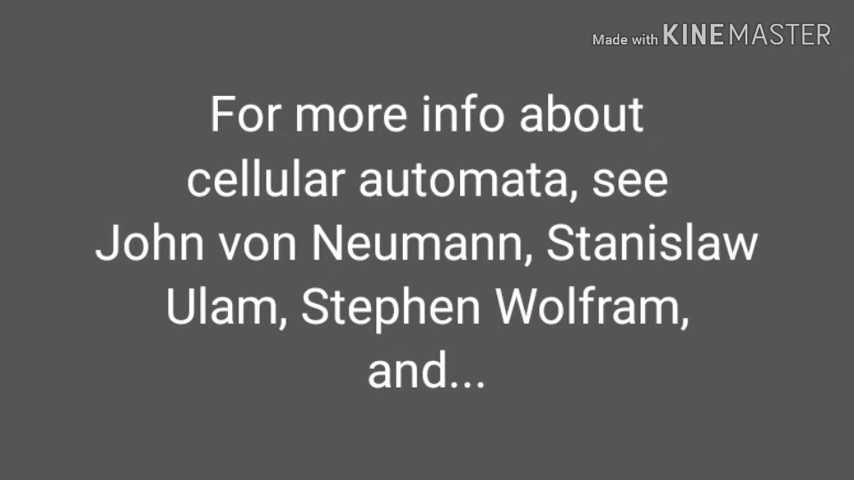 Made with KINEMASTER
For more info about
cellular automata, see
John von Neumann, Stanislaw
Ulam, Stephen Wolfram,
and...